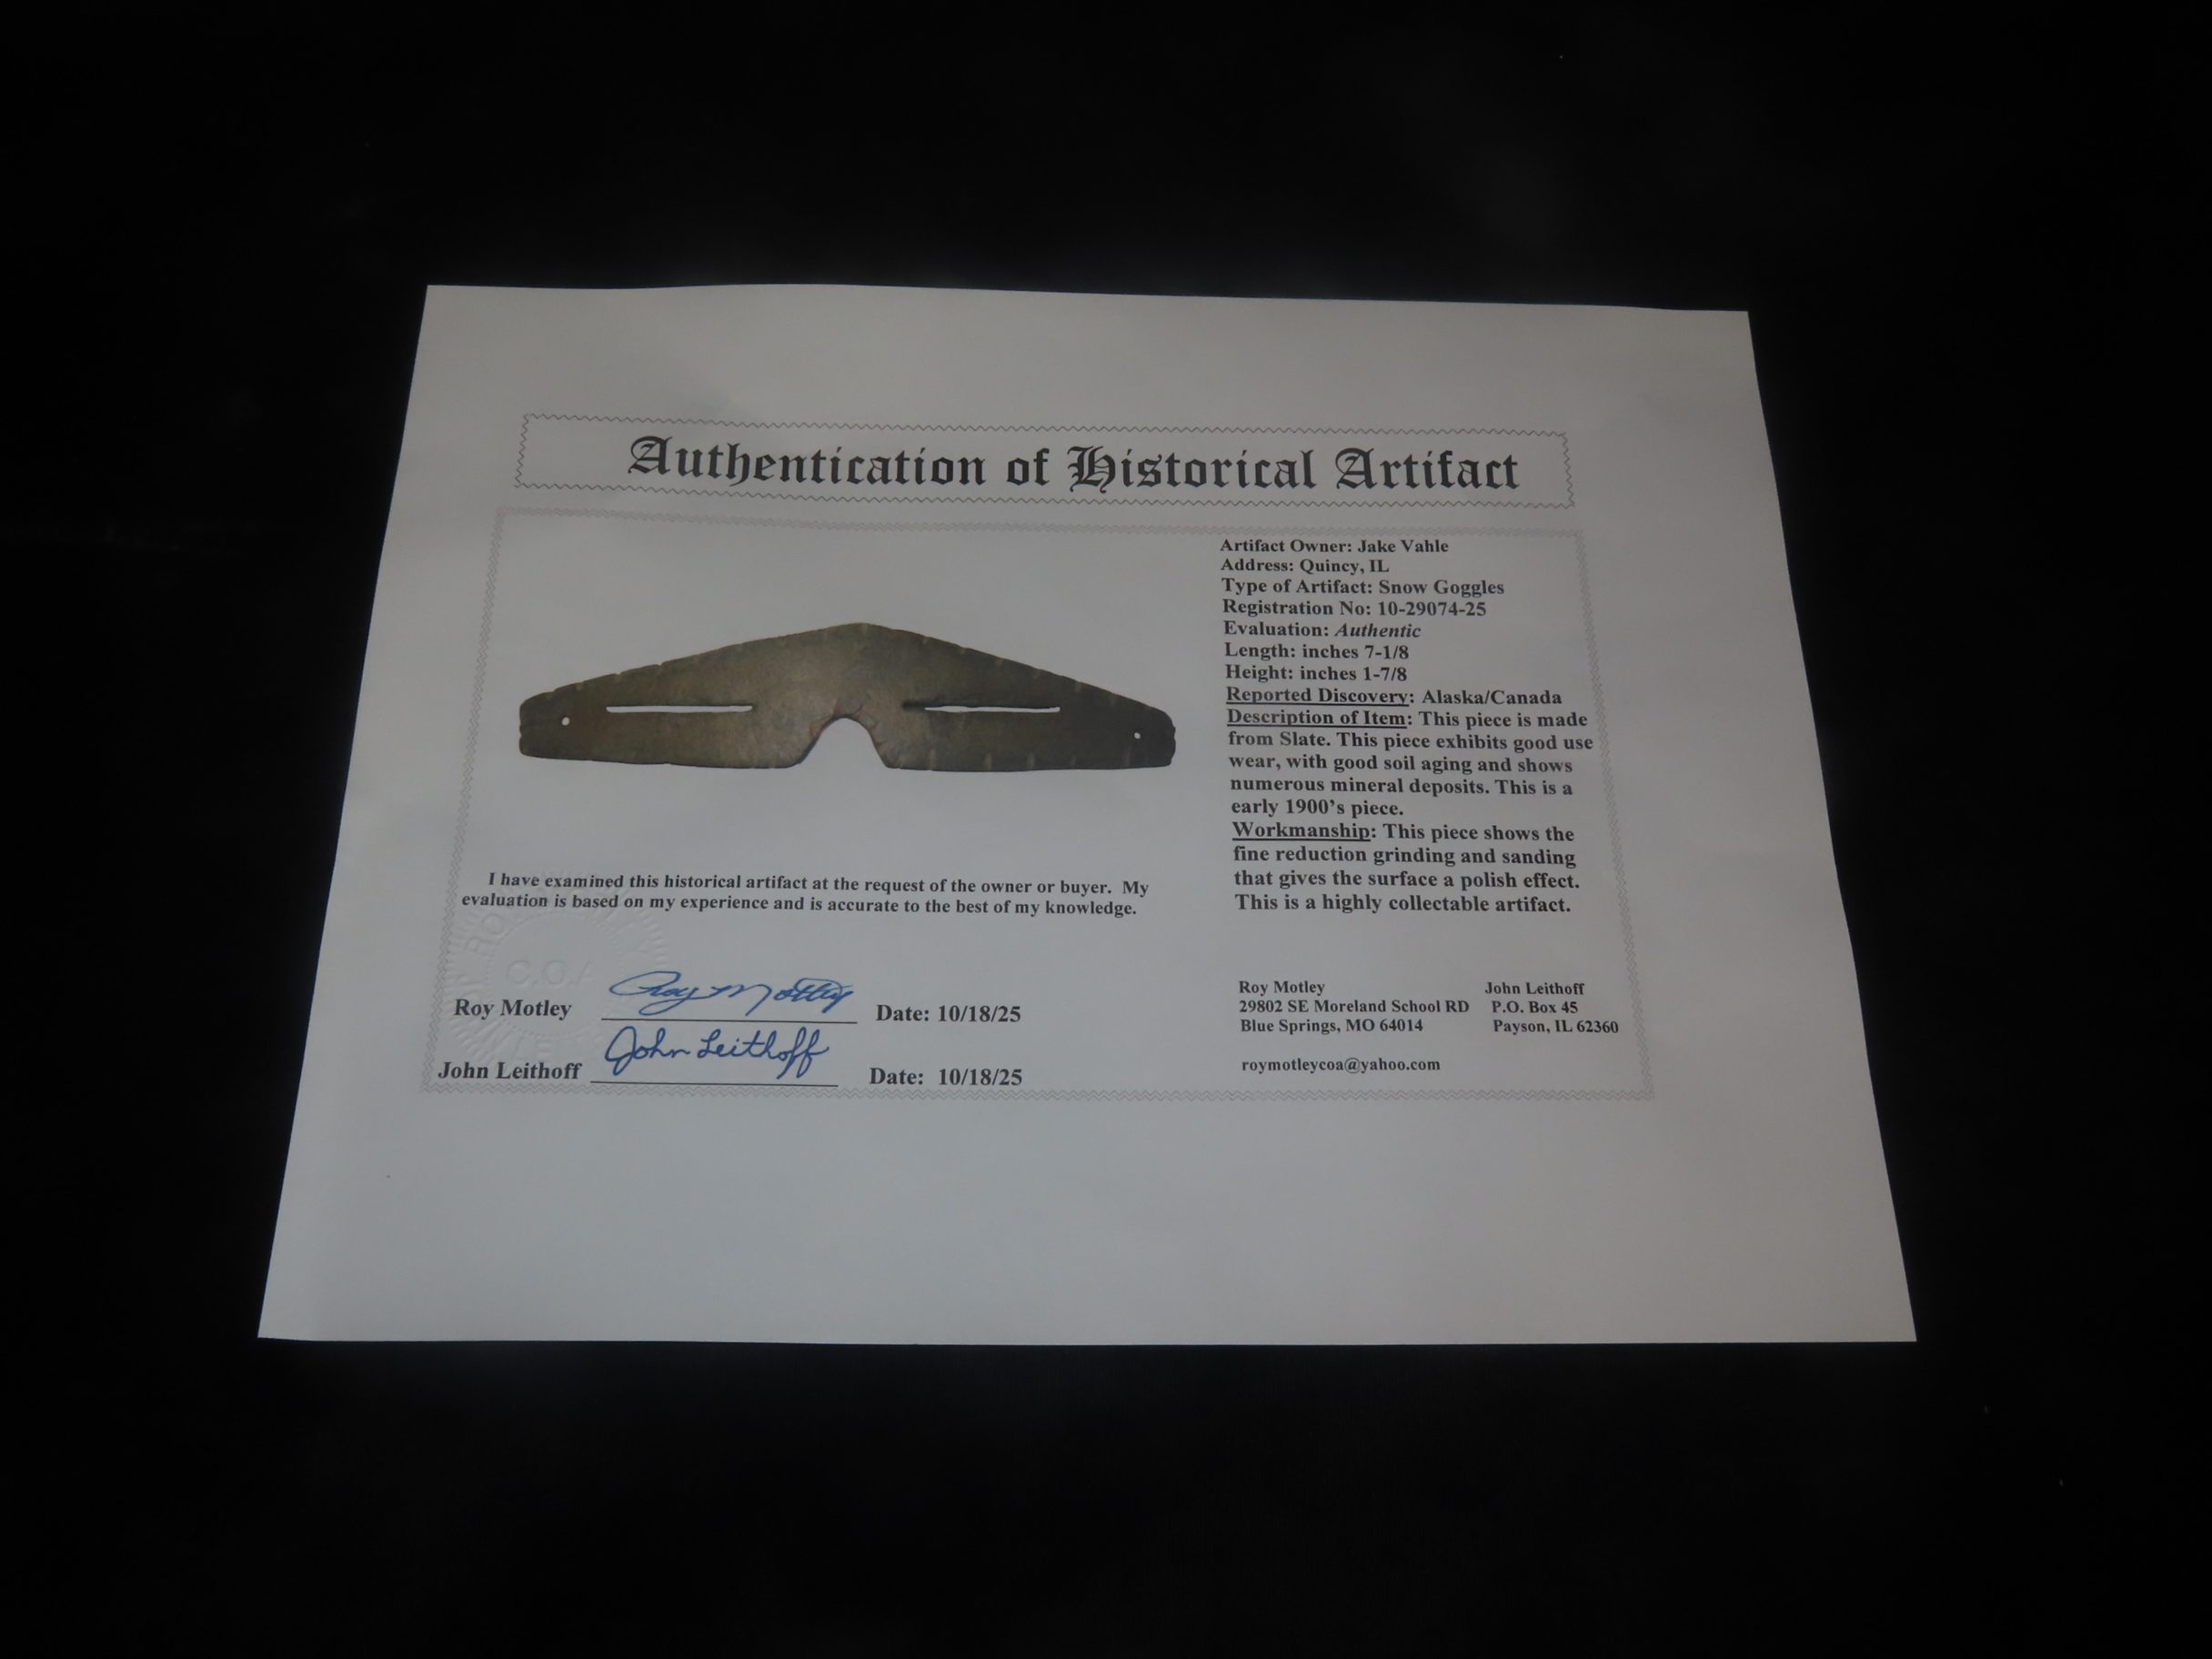 Authentication of Historical Artifact
Artifact Owner: Jake Vahle
Address: Quincy, IL
Type of Artifact: Snow Goggles
Registration No: 10-29074-25
Evaluation: Authentic
Length: inches 7-1/8
Height: inches 1-7/8
Reported Discovery: Alaska/Canada
Description of Item: This piece is made
from Slate. This piece exhibits good use
wear, with good soil aging and shows
numerous mineral deposits. This is a
early 1900's piece.
Workmanship: This piece shows the
fine reduction grinding and sanding
that gives the surface a polish effect.
This is a highly collectable artifact.
I have examined this historical artifact at the request of the owner or buyer. My
evaluation is based on my experience and is accurate to the best of my knowledge.
C.O.A
Roy Motley Roy Motley Date: 10/18/25
John Leithoff John Leithoff Date: 10/18/25
Roy Motley
29802 SE Moreland School RD
Blue Springs, MO 64014
roymotleycoa@yahoo.com
John Leithoff
P.O. Box 45
Payson, IL 62360